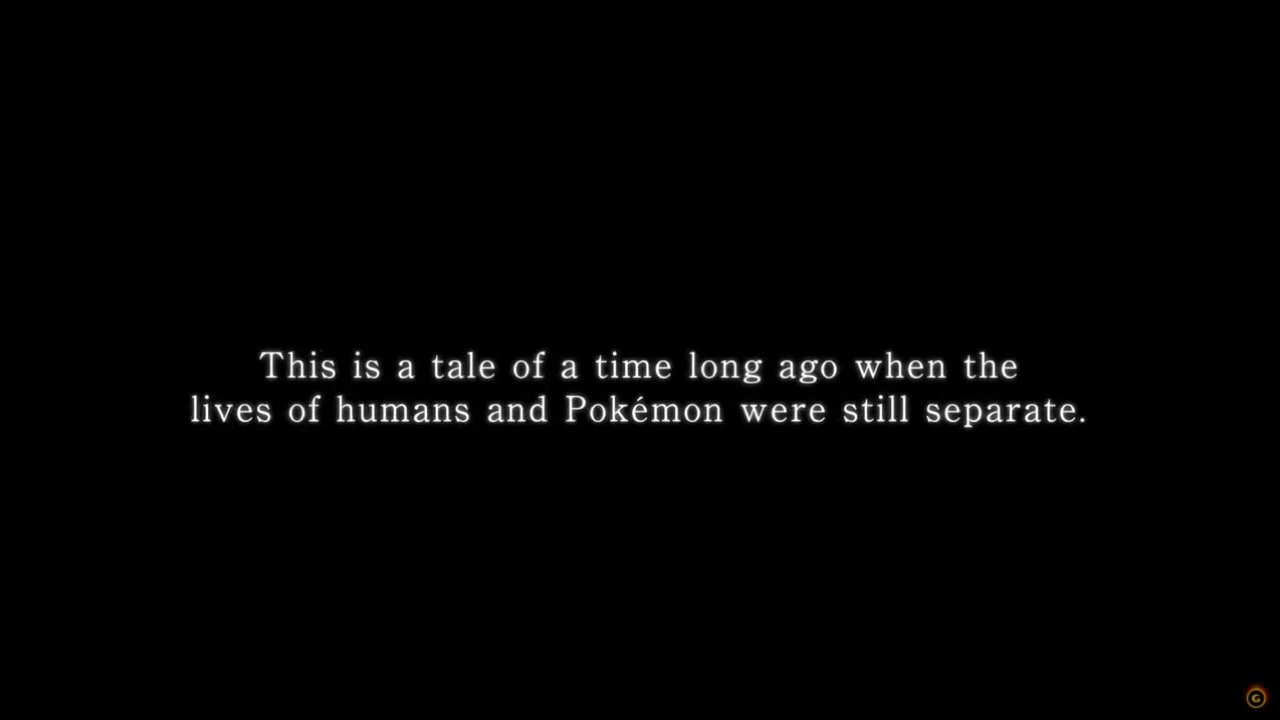 This is a tale of a time long ago when the
lives of humans and Pokémon were still separate.
G